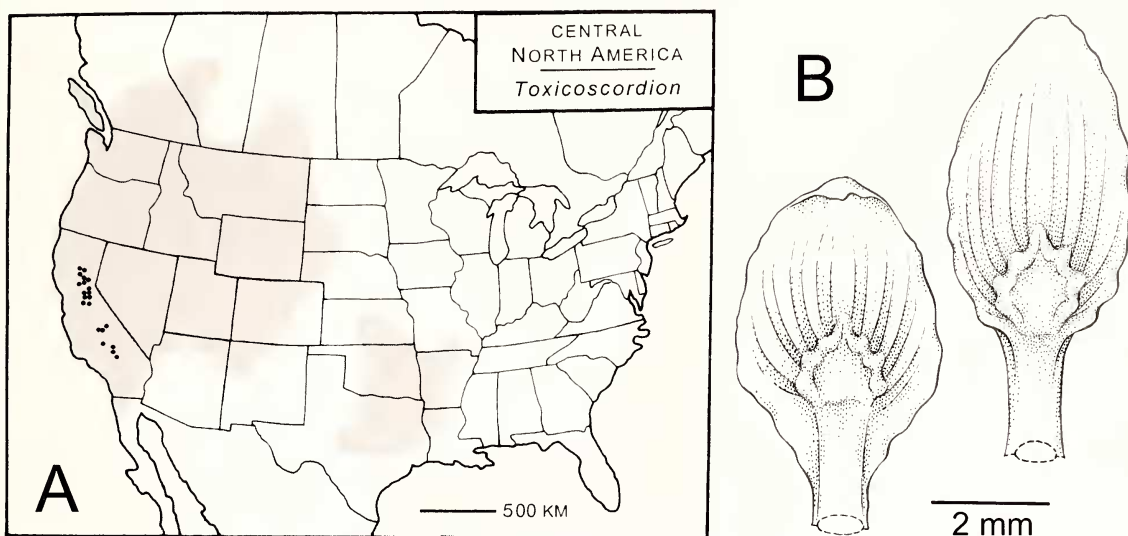 CENTRAL
NORTH AMERICA
Toxicoscordion
A
500 KM
B
2 mm